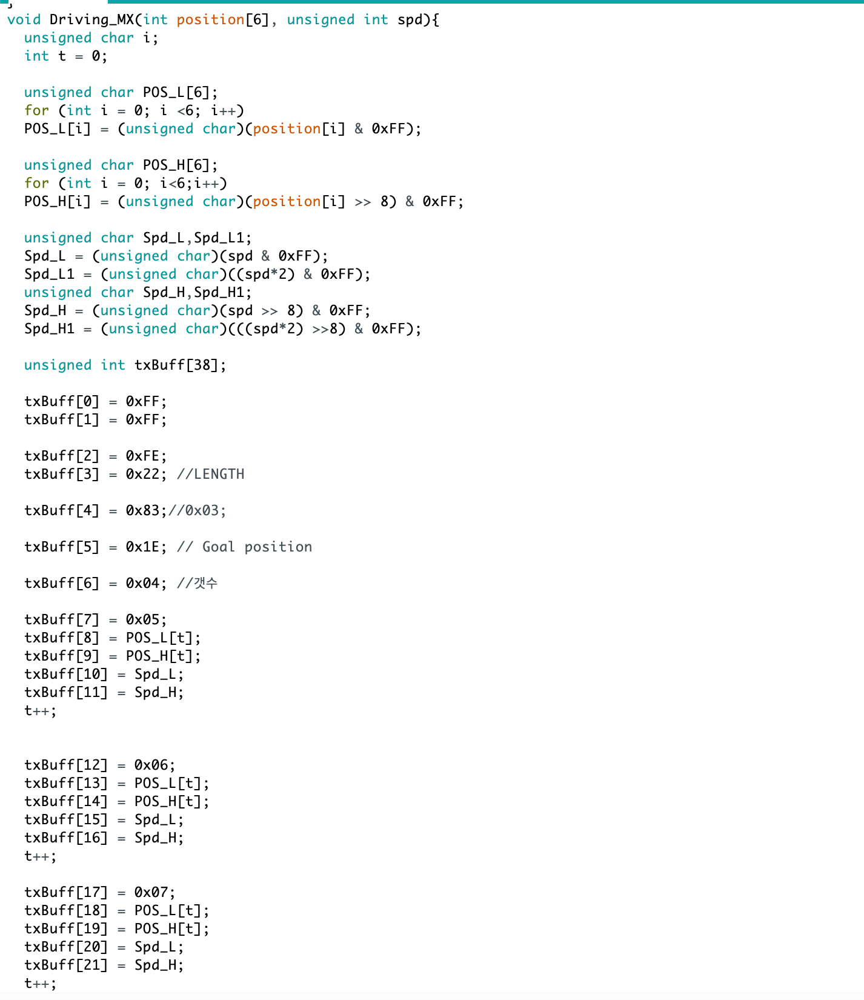 }
void Driving_MX(int position[6], unsigned int spd){
unsigned char i;
int t = 0;
unsigned char POS_L[6];
for (int i = 0; i <6; i++)
POS_L[i] = (unsigned char)(position[i] & 0xFF);
unsigned char POS_H[6];
for (int i = 0; i<6;i++)
POS_H[i] = (unsigned char)(position[i] >> 8) & 0xFF;
unsigned char Spd_L,Spd_L1;
Spd_L = (unsigned char)(spd & 0xFF);
Spd_L1 = (unsigned char)((spd*2) & 0xFF);
unsigned char Spd_H,Spd_H1;
Spd_H = (unsigned char)(spd >> 8) & 0xFF;
Spd_H1 = (unsigned char)(((spd*2) >>8) & 0xFF);
unsigned int txBuff[38];
txBuff[0] = 0xFF;
txBuff[1] = 0xFF;
txBuff[2] = 0xFE;
txBuff[3] = 0x22; //LENGTH
txBuff[4] = 0x83;//0x03;
txBuff[5] = 0x1E; // Goal position
txBuff[6] = 0x04; //갯수
txBuff[7] = 0x05;
txBuff[8] = POS_L[t];
txBuff[9] = POS_H[t];
txBuff[10] = Spd_L;
txBuff[11] = Spd_H;
t++;
txBuff[12] = 0x06;
txBuff[13] = POS_L[t];
txBuff[14] = POS_H[t];
txBuff[15] = Spd_L;
txBuff[16] = Spd_H;
t++;
txBuff[17] = 0x07;
txBuff[18] = POS_L[t];
txBuff[19] = POS_H[t];
txBuff[20] = Spd_L;
txBuff[21] = Spd_H;
t++;